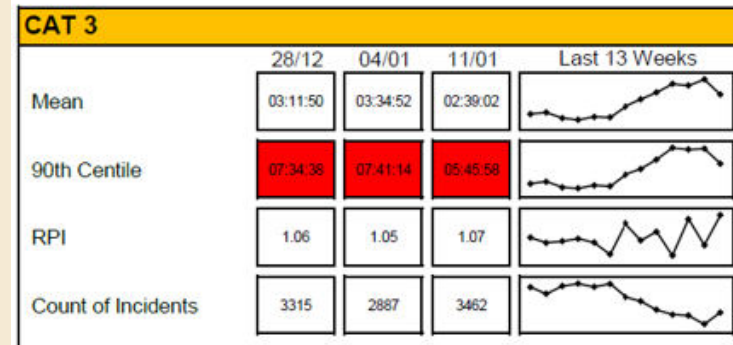 CAT 3
28/12 04/01 11/01 Last 13 Weeks
Mean 03:11:50 03:34:52 02:39:02
90th Centile 07:34:38 07:41:14 05:45:58
RPI 1.06 1.05 1.07
Count of Incidents 3315 2887 3462